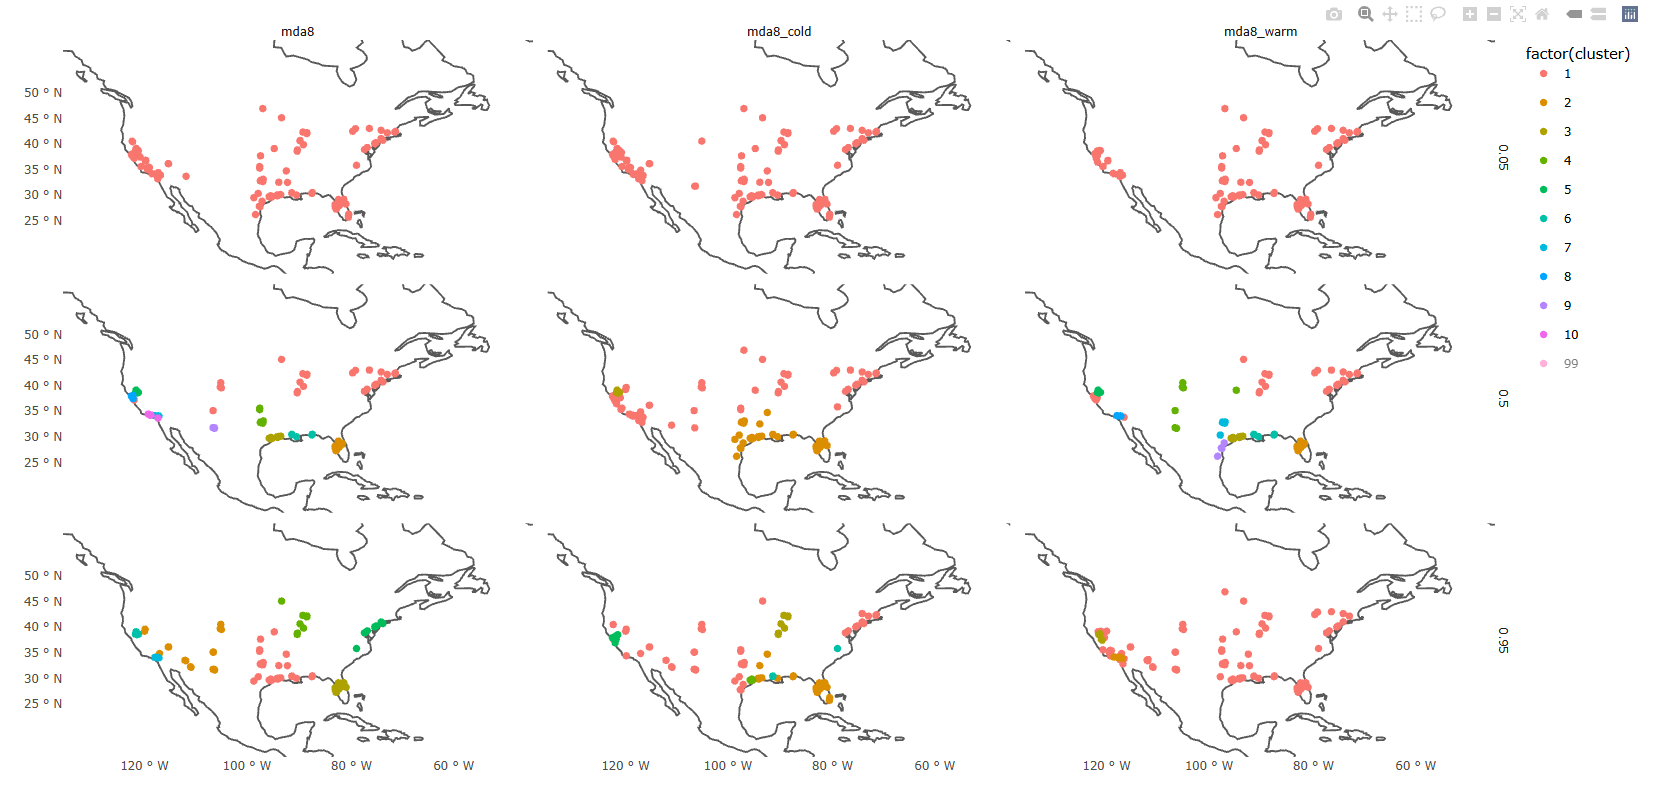 mda8
mda8_cold
mda8_warm
factor(cluster)
1
2
3
4
5
6
7
8
9
10
99
50 ° N
45 ° N
40 ° N
35 ° N
30 ° N
25 ° N
0.05
50 ° N
45 ° N
40 ° N
35 ° N
30 ° N
25 ° N
0.5
50 ° N
45 ° N
40 ° N
35 ° N
30 ° N
25 ° N
0.95
120 ° W
100 ° W
80 ° W
60 ° W
120 ° W
100 ° W
80 ° W
60 ° W
120 ° W
100 ° W
80 ° W
60 ° W